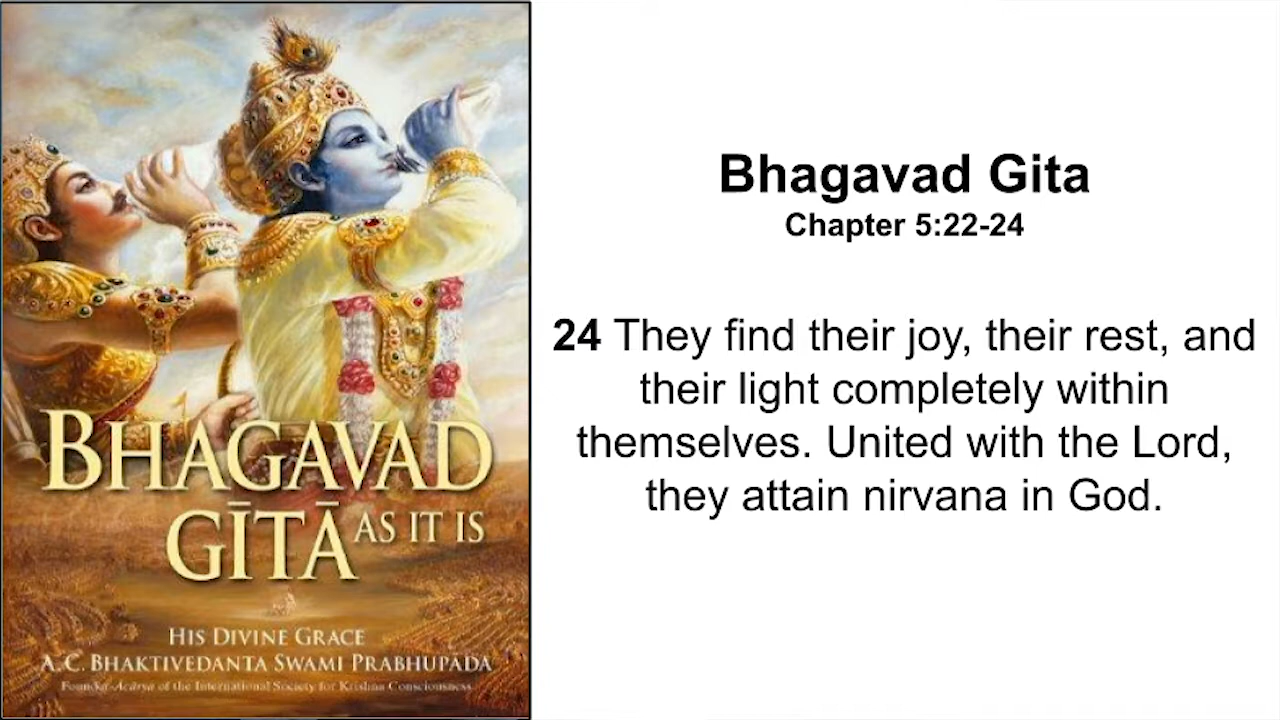 BHAGAVAD
GĪTĀ AS IT IS
HIS DIVINE GRACE
A.C. BHAKTIVEDANTA SWAMI PRABHUPĀDA
Founder-Ācārya of the International Society for Krishna Consciousness
Bhagavad Gita
Chapter 5:22-24
24 They find their joy, their rest, and
their light completely within
themselves. United with the Lord,
they attain nirvana in God.